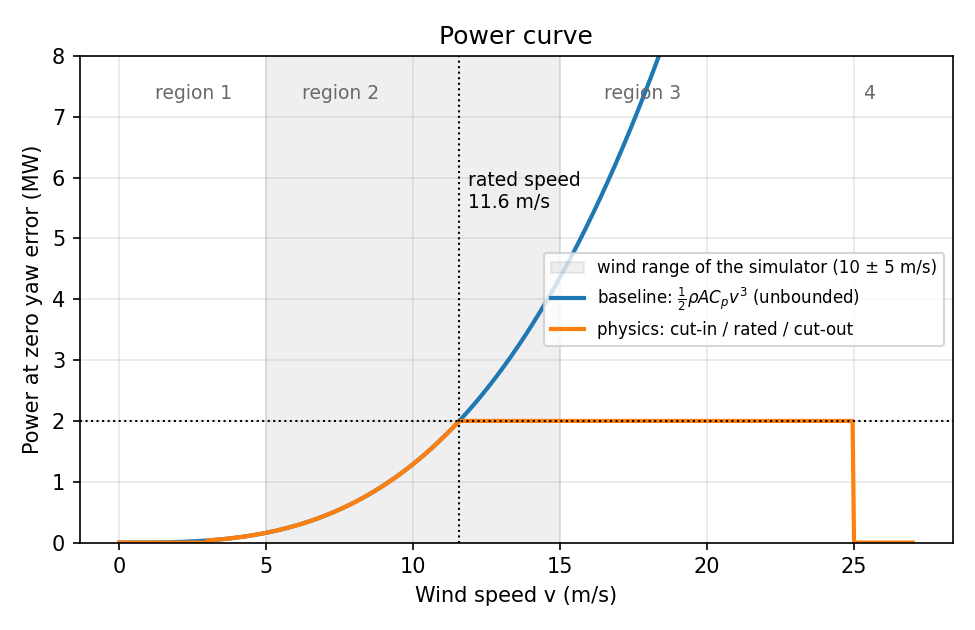 Power curve
8
7
6
5
4
3
2
1
0
Power at zero yaw error (MW)
region 1
region 2
region 3
4
rated speed
11.6 m/s
wind range of the simulator (10 ± 5 m/s)
baseline: ½ρACₚv³ (unbounded)
physics: cut-in / rated / cut-out
0 5 10 15 20 25
Wind speed v (m/s)